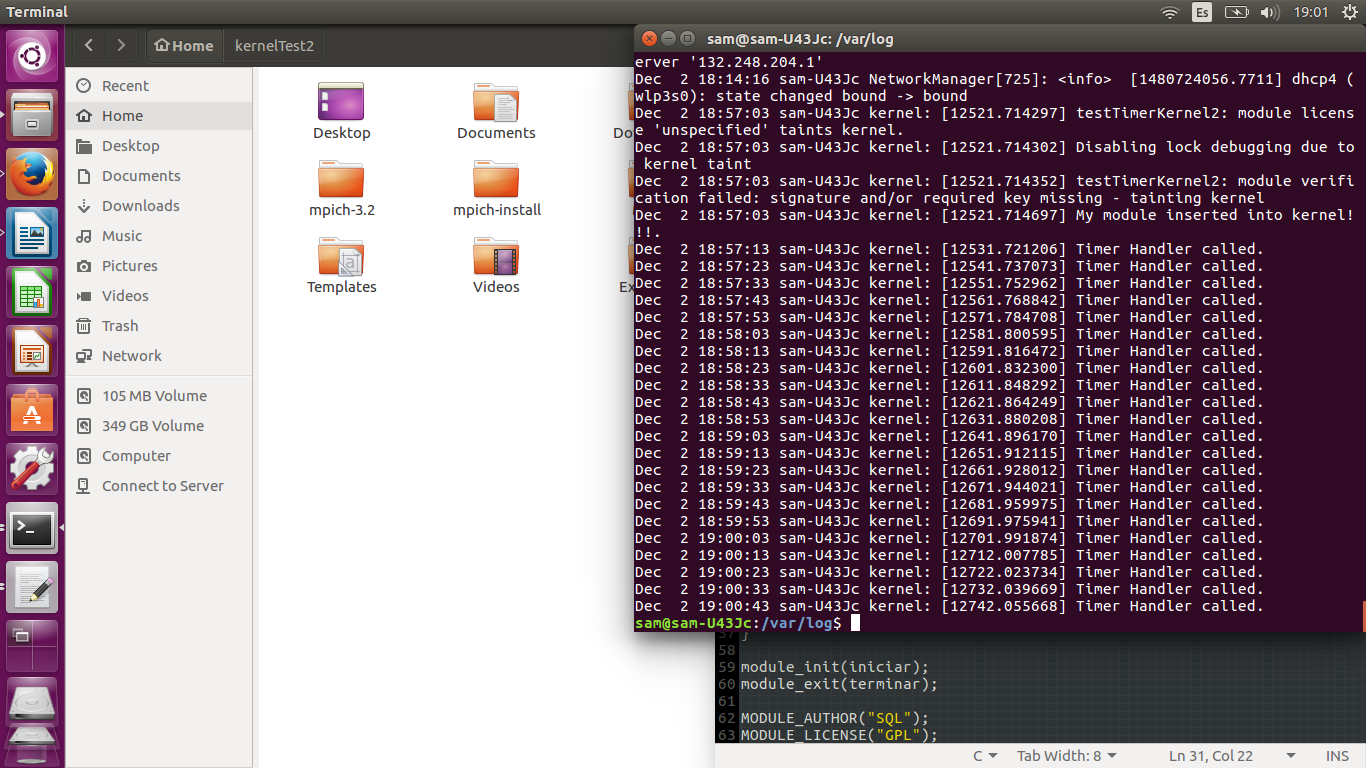 Terminal
Es
19:01
Home
kernelTest2
Recent
Home
Desktop
Documents
Downloads
Music
Pictures
Videos
Trash
Network
105 MB Volume
349 GB Volume
Computer
Connect to Server
Desktop
Documents
Do
mpich-3.2
mpich-install
Templates
Videos
Ex
sam@sam-U43Jc: /var/log
erver '132.248.204.1'
Dec  2 18:14:16 sam-U43Jc NetworkManager[725]: <info>  [1480724056.7711] dhcp4 (
wlp3s0): state changed bound -> bound
Dec  2 18:57:03 sam-U43Jc kernel: [12521.714297] testTimerKernel2: module licens
e 'unspecified' taints kernel.
Dec  2 18:57:03 sam-U43Jc kernel: [12521.714302] Disabling lock debugging due to
 kernel taint
Dec  2 18:57:03 sam-U43Jc kernel: [12521.714352] testTimerKernel2: module verifi
cation failed: signature and/or required key missing - tainting kernel
Dec  2 18:57:03 sam-U43Jc kernel: [12521.714697] My module inserted into kernel!
!!.
Dec  2 18:57:13 sam-U43Jc kernel: [12531.721206] Timer Handler called.
Dec  2 18:57:23 sam-U43Jc kernel: [12541.737073] Timer Handler called.
Dec  2 18:57:33 sam-U43Jc kernel: [12551.752962] Timer Handler called.
Dec  2 18:57:43 sam-U43Jc kernel: [12561.768842] Timer Handler called.
Dec  2 18:57:53 sam-U43Jc kernel: [12571.784708] Timer Handler called.
Dec  2 18:58:03 sam-U43Jc kernel: [12581.800595] Timer Handler called.
Dec  2 18:58:13 sam-U43Jc kernel: [12591.816472] Timer Handler called.
Dec  2 18:58:23 sam-U43Jc kernel: [12601.832300] Timer Handler called.
Dec  2 18:58:33 sam-U43Jc kernel: [12611.848292] Timer Handler called.
Dec  2 18:58:43 sam-U43Jc kernel: [12621.864249] Timer Handler called.
Dec  2 18:58:53 sam-U43Jc kernel: [12631.880208] Timer Handler called.
Dec  2 18:59:03 sam-U43Jc kernel: [12641.896170] Timer Handler called.
Dec  2 18:59:13 sam-U43Jc kernel: [12651.912115] Timer Handler called.
Dec  2 18:59:23 sam-U43Jc kernel: [12661.928012] Timer Handler called.
Dec  2 18:59:33 sam-U43Jc kernel: [12671.944021] Timer Handler called.
Dec  2 18:59:43 sam-U43Jc kernel: [12681.959975] Timer Handler called.
Dec  2 18:59:53 sam-U43Jc kernel: [12691.975941] Timer Handler called.
Dec  2 19:00:03 sam-U43Jc kernel: [12701.991874] Timer Handler called.
Dec  2 19:00:13 sam-U43Jc kernel: [12712.007785] Timer Handler called.
Dec  2 19:00:23 sam-U43Jc kernel: [12722.023734] Timer Handler called.
Dec  2 19:00:33 sam-U43Jc kernel: [12732.039669] Timer Handler called.
Dec  2 19:00:43 sam-U43Jc kernel: [12742.055668] Timer Handler called.
sam@sam-U43Jc:/var/log$
57 }
58
59 module_init(iniciar);
60 module_exit(terminar);
61
62 MODULE_AUTHOR("SQL");
63 MODULE_LICENSE("GPL");
C
Tab Width: 8
Ln 31, Col 22
INS